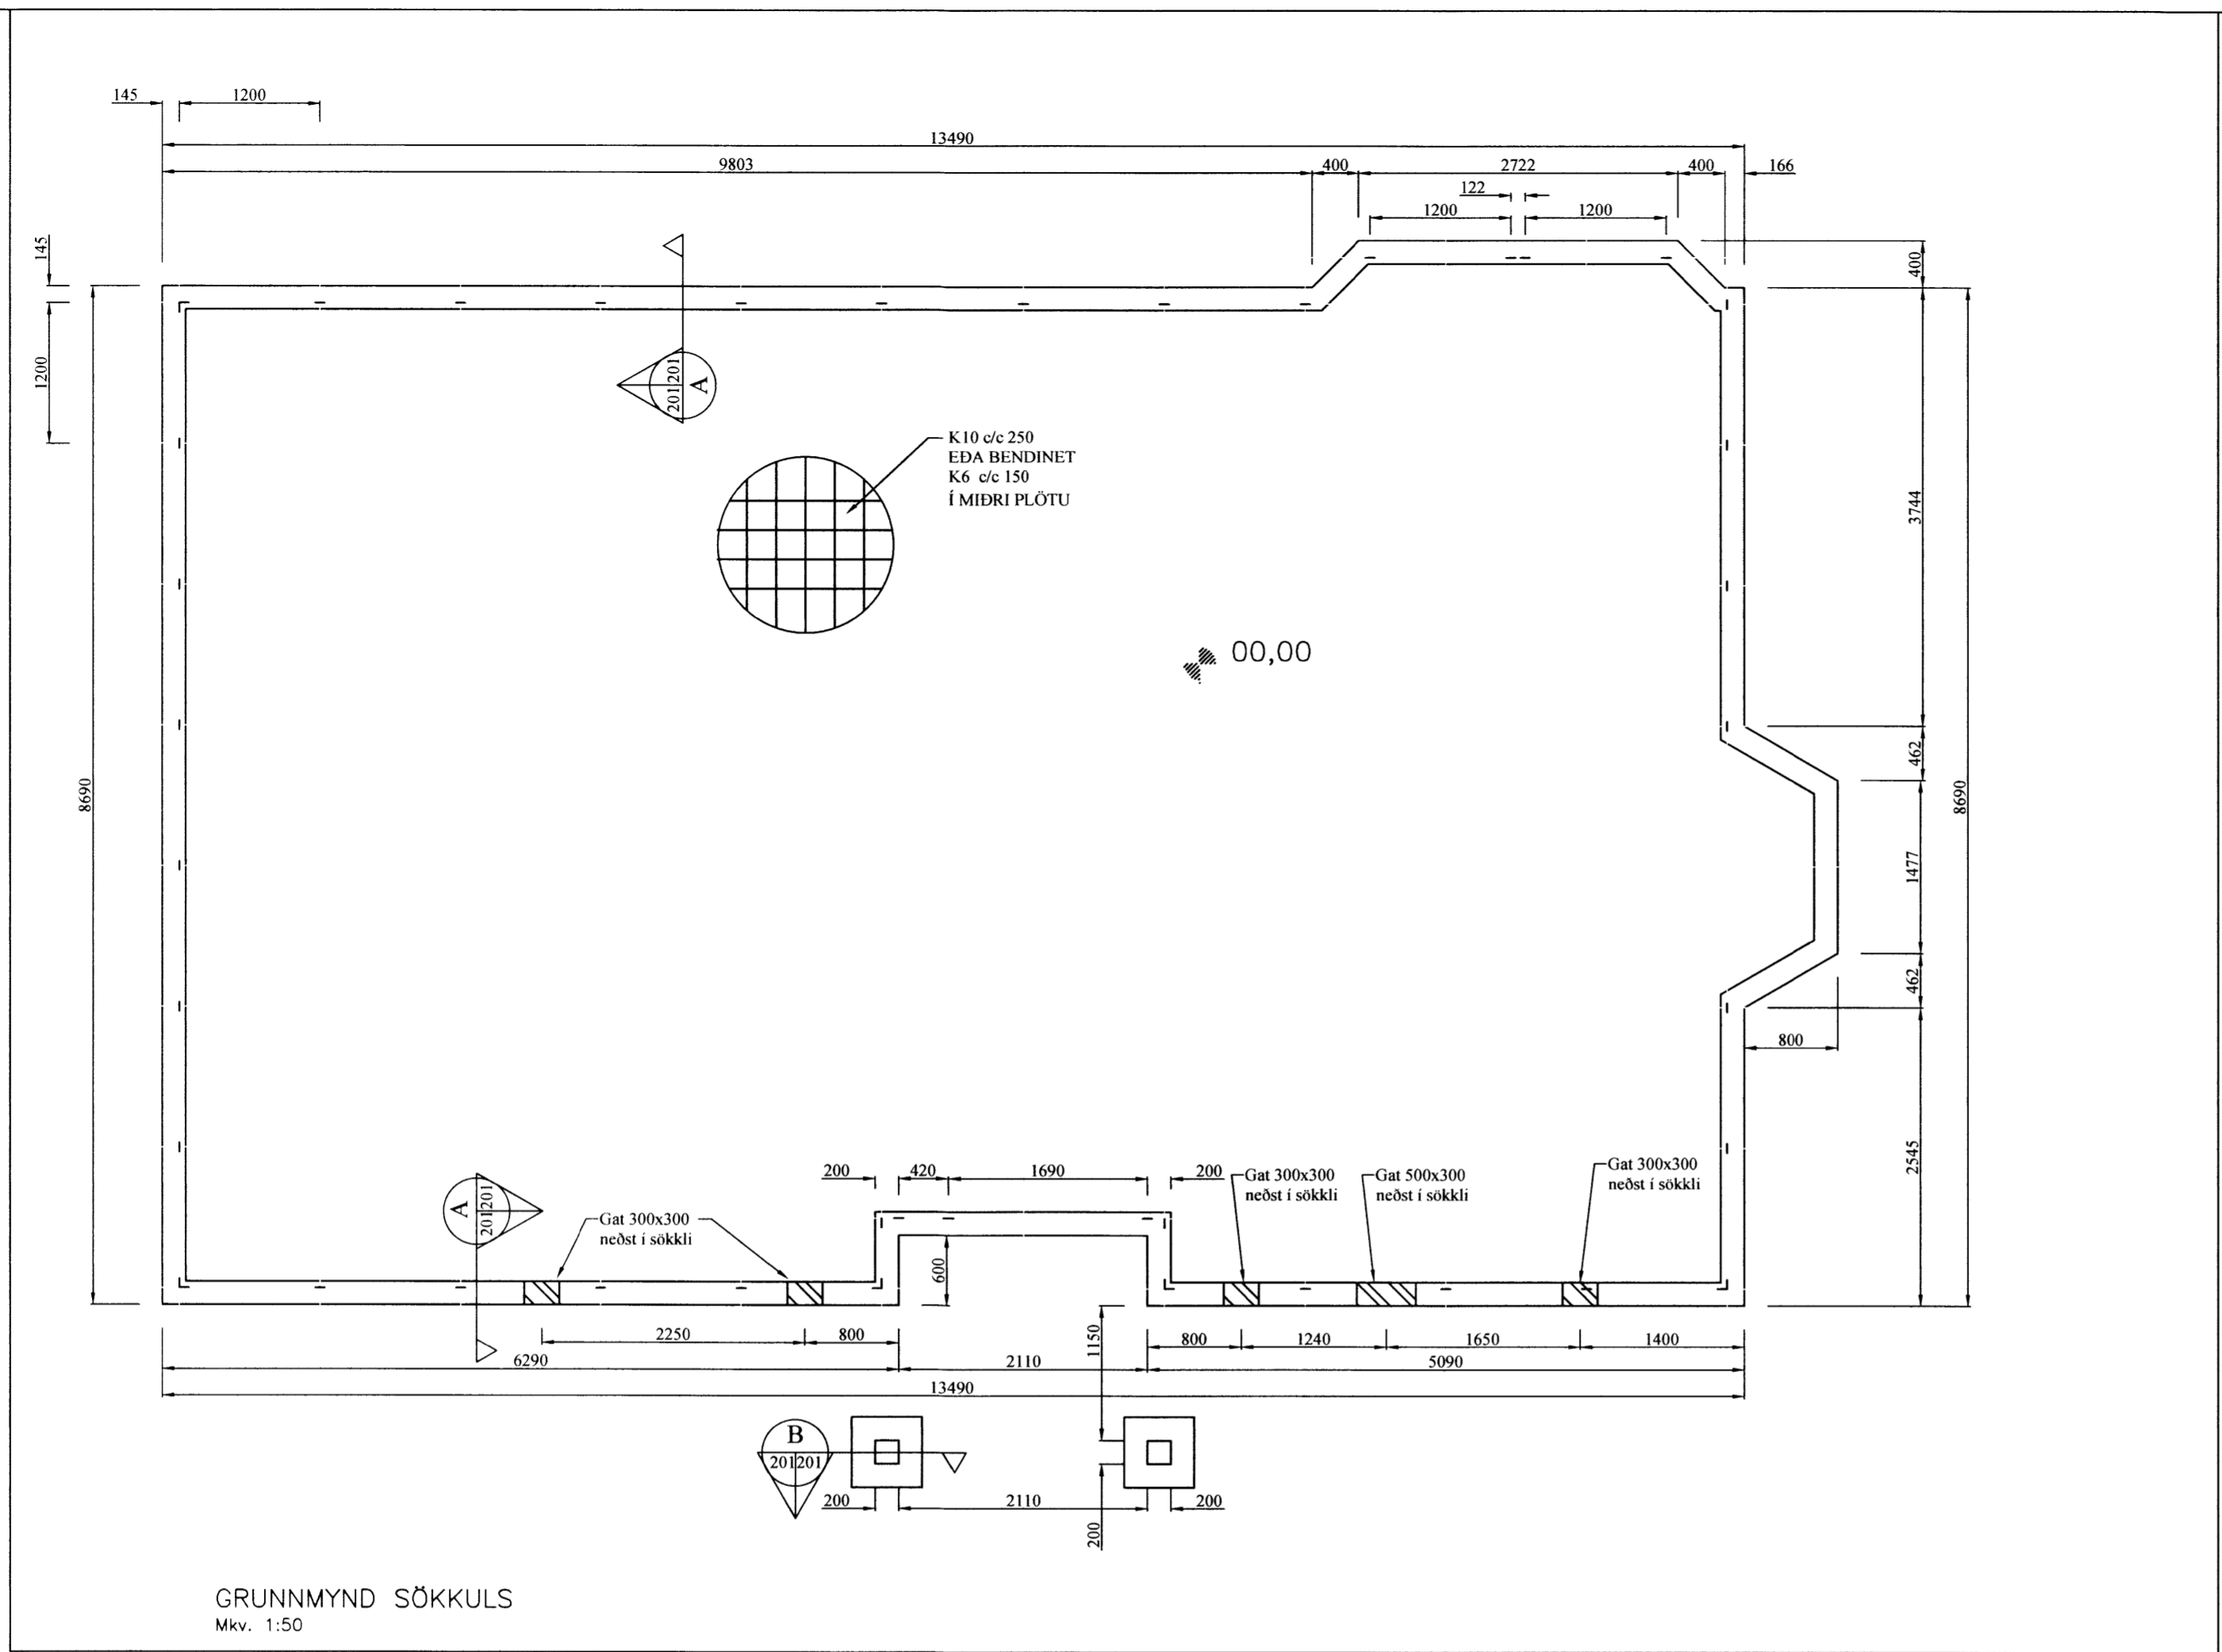 145
1200
13490
9803
400
2722
400
166
122
1200
1200
145
1200
400
201
201
A
K10 c/c 250
EÐA BENDINET
K6 c/c 150
Í MIÐRI PLÖTU
00,00
3744
462
8690
8690
1477
462
800
2545
200
420
1690
200
Gat 300x300
neðst í sökkli
Gat 500x300
neðst í sökkli
Gat 300x300
neðst í sökkli
A
201
201
Gat 300x300
neðst í sökkli
600
2250
800
1150
800
1240
1650
1400
6290
2110
5090
13490
B
201
201
200
2110
200
200
GRUNNMYND SÖKKULS
Mkv. 1:50